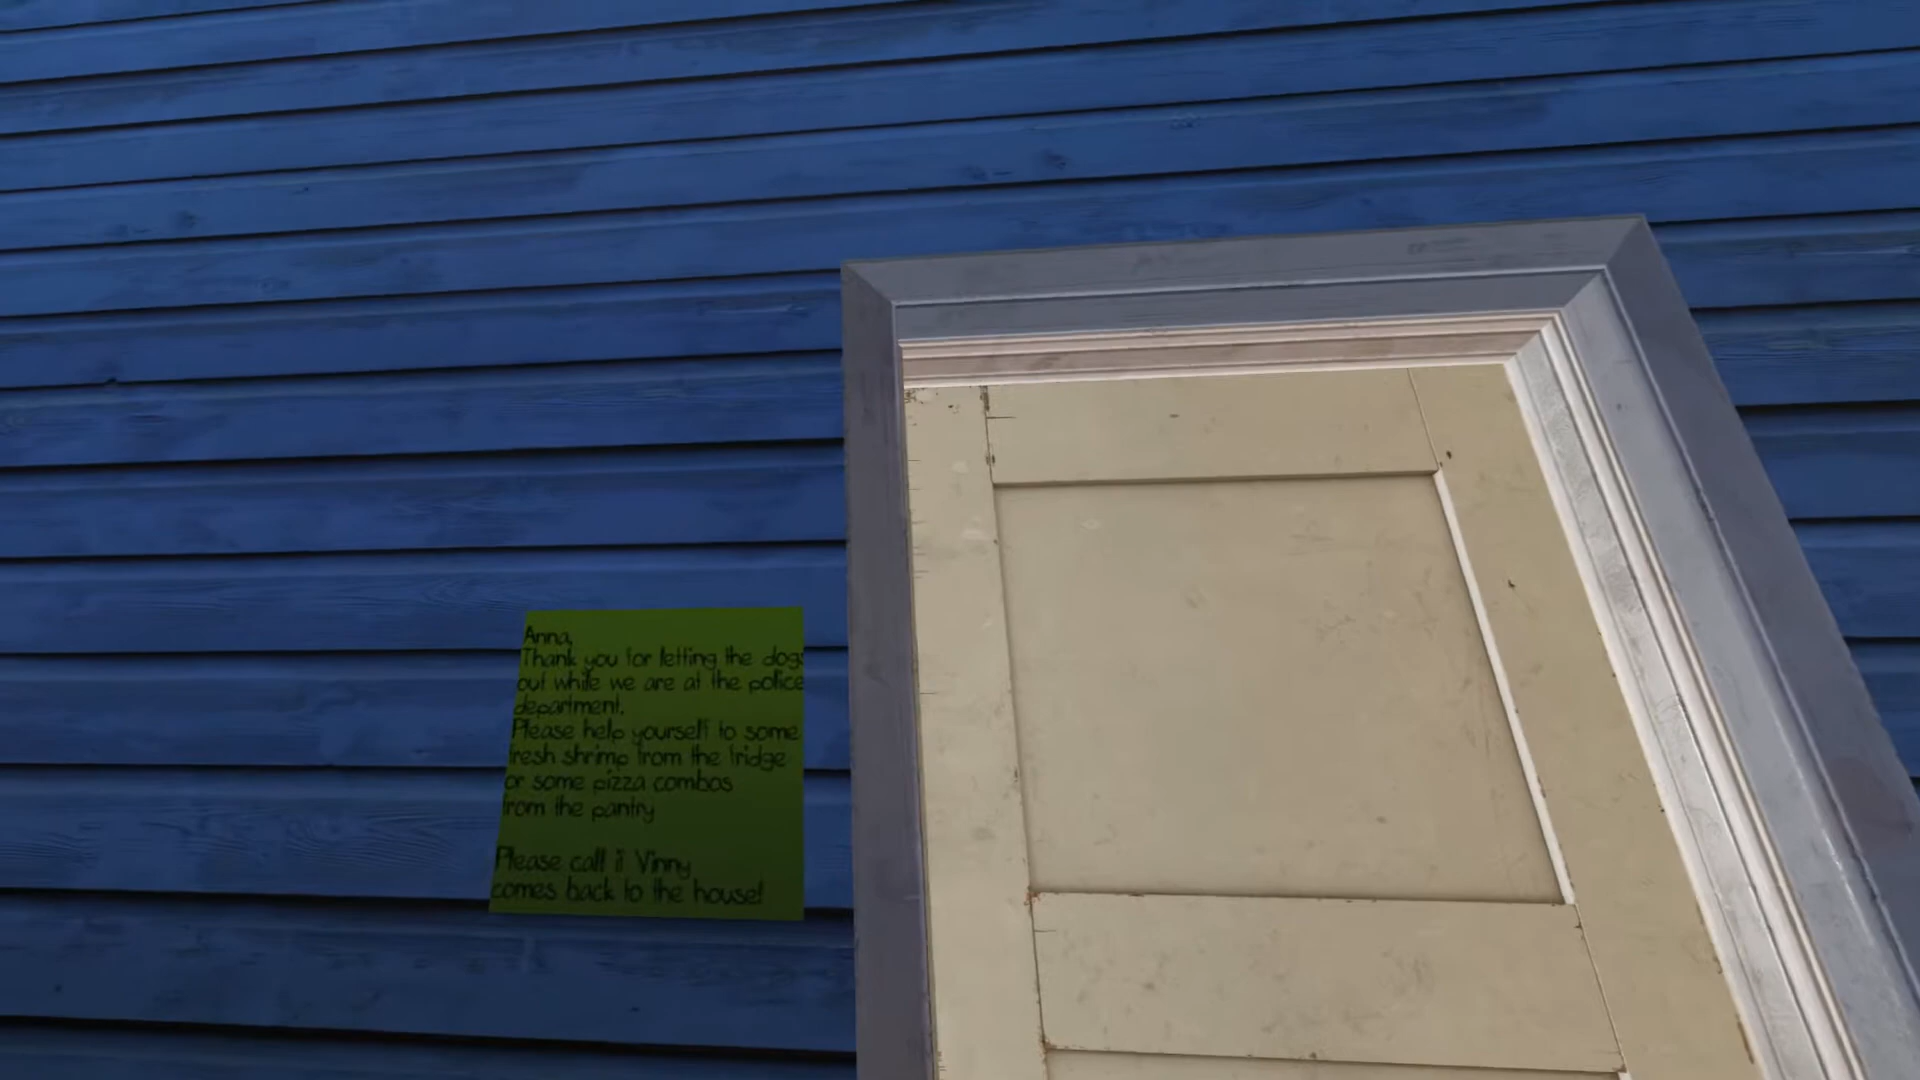 Anna,
Thank you for letting the dogs
out while we are at the police
department.
Please help yourself to some
fresh shrimp from the fridge
or some pizza combos
from the pantry
Please call if Vinny
comes back to the house!